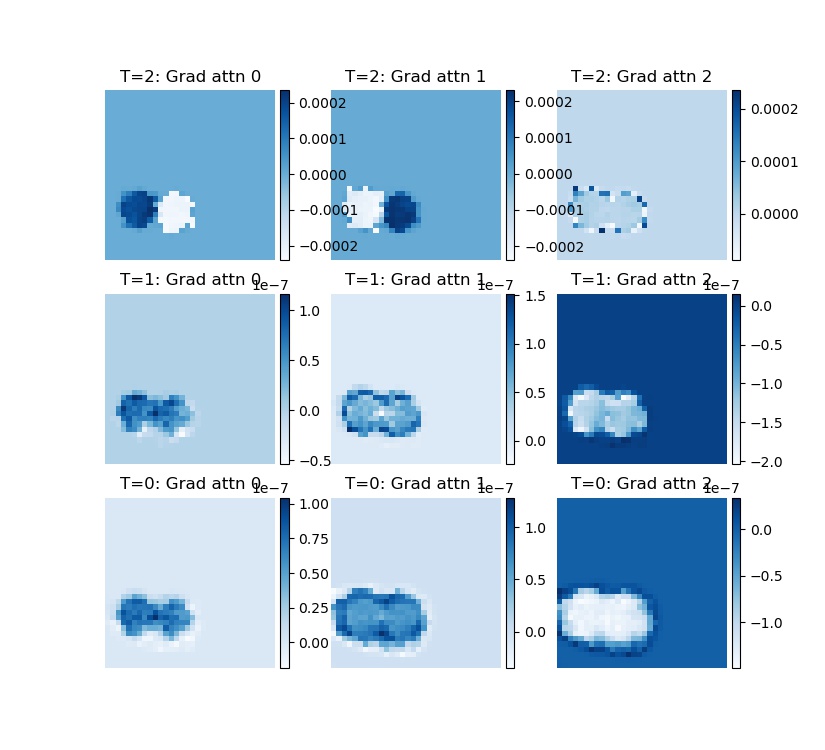 T=2: Grad attn 0
0.0002
0.0001
0.0000
−0.0001
−0.0002
T=2: Grad attn 1
0.0002
0.0001
0.0000
−0.0001
−0.0002
T=2: Grad attn 2
0.0002
0.0001
0.0000
T=1: Grad attn 0
1e−7
1.0
0.5
0.0
−0.5
T=1: Grad attn 1
1e−7
1.5
1.0
0.5
0.0
T=1: Grad attn 2
1e−7
0.0
−0.5
−1.0
−1.5
−2.0
T=0: Grad attn 0
1e−7
1.00
0.75
0.50
0.25
0.00
T=0: Grad attn 1
1e−7
1.0
0.5
0.0
T=0: Grad attn 2
1e−7
0.0
−0.5
−1.0